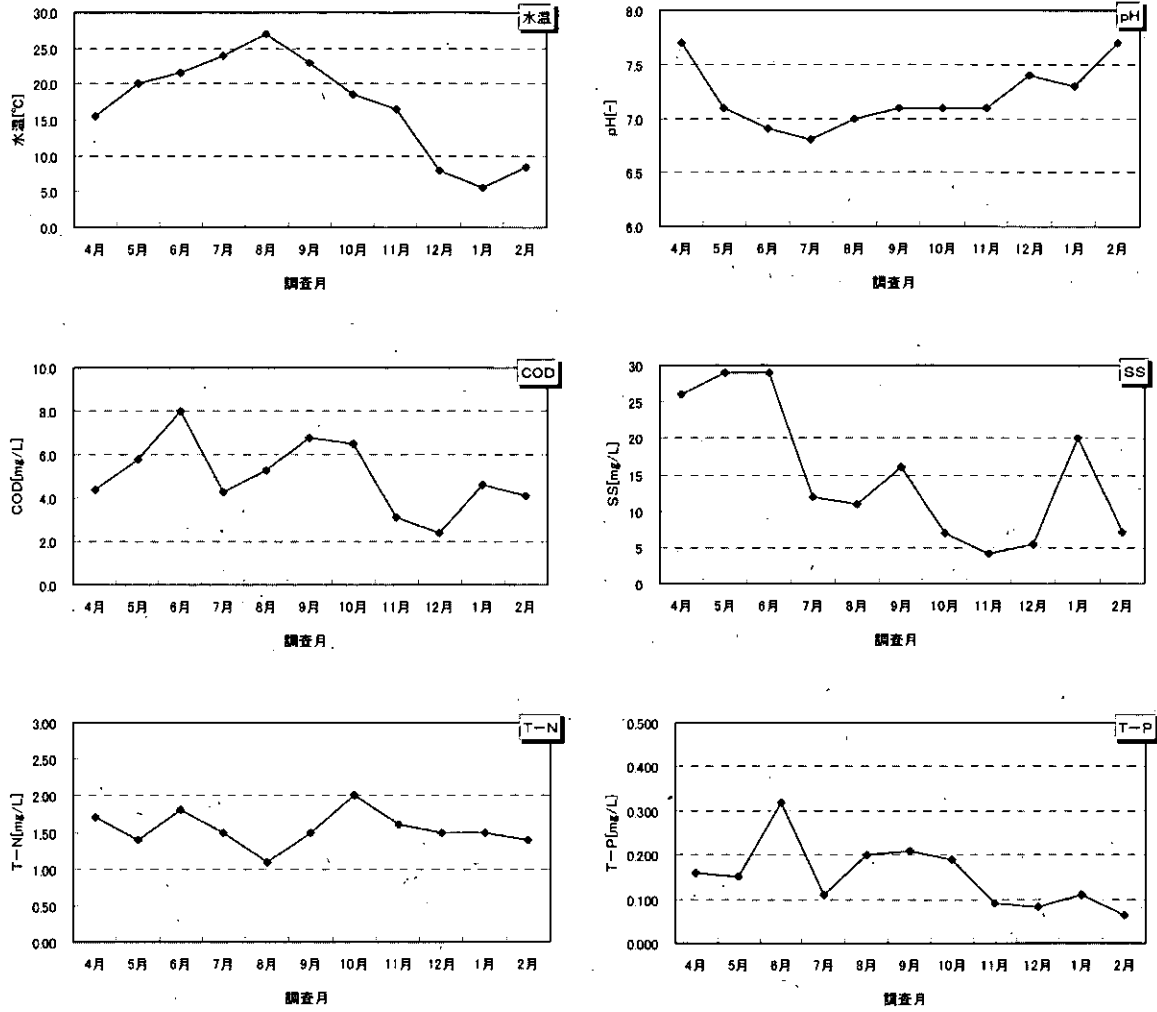 水温
水温[℃]
30.0
25.0
20.0
15.0
10.0
5.0
0.0
4月 5月 6月 7月 8月 9月 10月 11月 12月 1月 2月
調査月
pH
pH[-]
8.0
7.5
7.0
6.5
6.0
4月 5月 6月 7月 8月 9月 10月 11月 12月 1月 2月
調査月
COD
COD[mg/L]
10.0
8.0
6.0
4.0
2.0
0.0
4月 5月 6月 7月 8月 9月 10月 11月 12月 1月 2月
調査月
SS
SS[mg/L]
30
25
20
15
10
5
0
4月 5月 6月 7月 8月 9月 10月 11月 12月 1月 2月
調査月
T-N
T-N[mg/L]
3.00
2.50
2.00
1.50
1.00
0.50
0.00
4月 5月 6月 7月 8月 9月 10月 11月 12月 1月 2月
調査月
T-P
T-P[mg/L]
0.500
0.400
0.300
0.200
0.100
0.000
4月 5月 6月 7月 8月 9月 10月 11月 12月 1月 2月
調査月